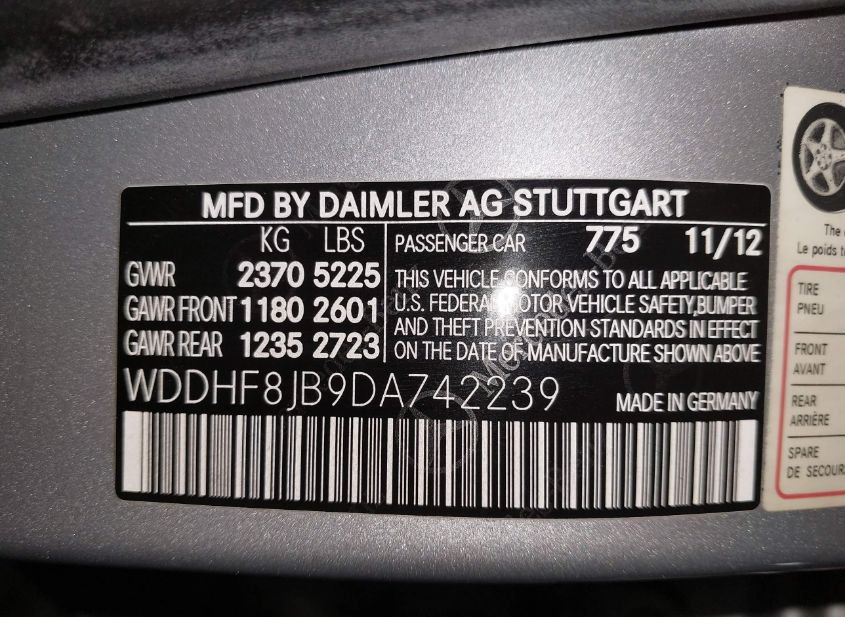 MFD BY DAIMLER AG STUTTGART
KG LBS
GVWR 2370 5225
GAWR FRONT 1180 2601
GAWR REAR 1235 2723
PASSENGER CAR 775 11/12
THIS VEHICLE CONFORMS TO ALL APPLICABLE
U.S. FEDERAL MOTOR VEHICLE SAFETY,BUMPER
AND THEFT PREVENTION STANDARDS IN EFFECT
ON THE DATE OF MANUFACTURE SHOWN ABOVE
WDDHF8JB9DA742239
MADE IN GERMANY
The
Le poids
TIRE
PNEU
FRONT
AVANT
REAR
ARRIÈRE
SPARE
DE